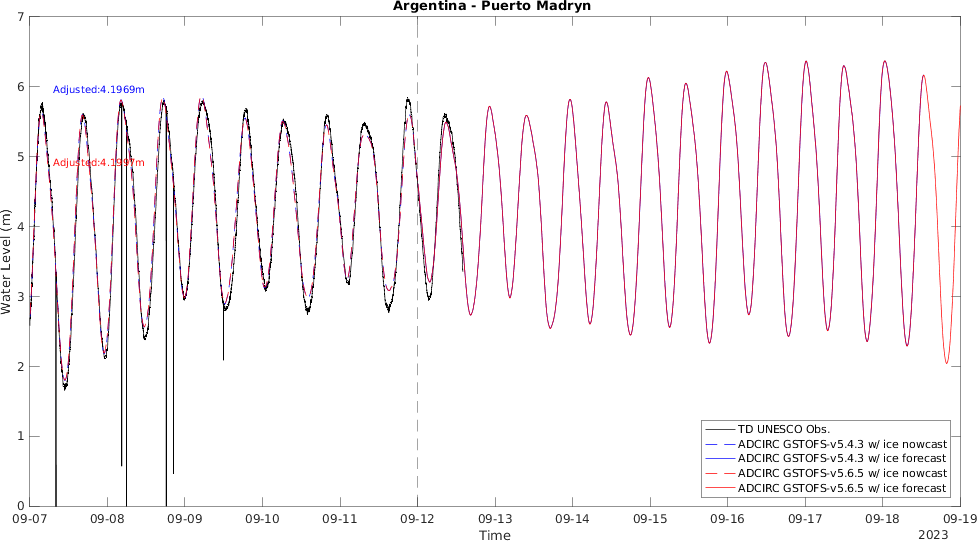 Argentina - Puerto Madryn
7
6
5
4
3
2
1
0
Water Level (m)
Adjusted:4.1969m
Adjusted:4.1997m
TD UNESCO Obs.
ADCIRC GSTOFS-v5.4.3 w/ ice nowcast
ADCIRC GSTOFS-v5.4.3 w/ ice forecast
ADCIRC GSTOFS-v5.6.5 w/ ice nowcast
ADCIRC GSTOFS-v5.6.5 w/ ice forecast
09-07 09-08 09-09 09-10 09-11 09-12 09-13 09-14 09-15 09-16 09-17 09-18 09-19
Time
2023